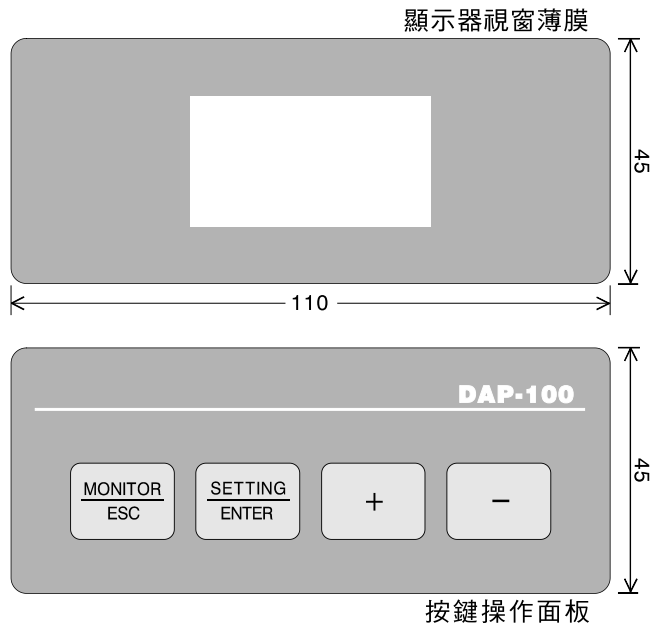 顯示器視窗薄膜
45
110
DAP-100
MONITOR
ESC
SETTING
ENTER
+
−
45
按鍵操作面板